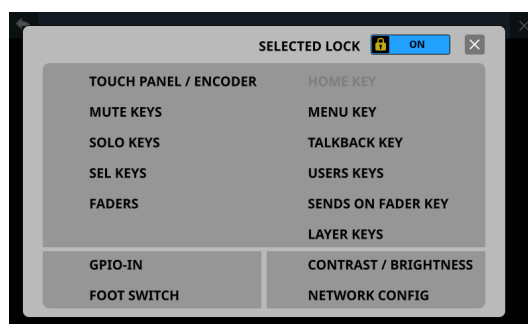 SELECTED LOCK ON
TOUCH PANEL / ENCODER
MUTE KEYS
SOLO KEYS
SEL KEYS
FADERS
HOME KEY
MENU KEY
TALKBACK KEY
USERS KEYS
SENDS ON FADER KEY
LAYER KEYS
GPIO-IN
FOOT SWITCH
CONTRAST / BRIGHTNESS
NETWORK CONFIG